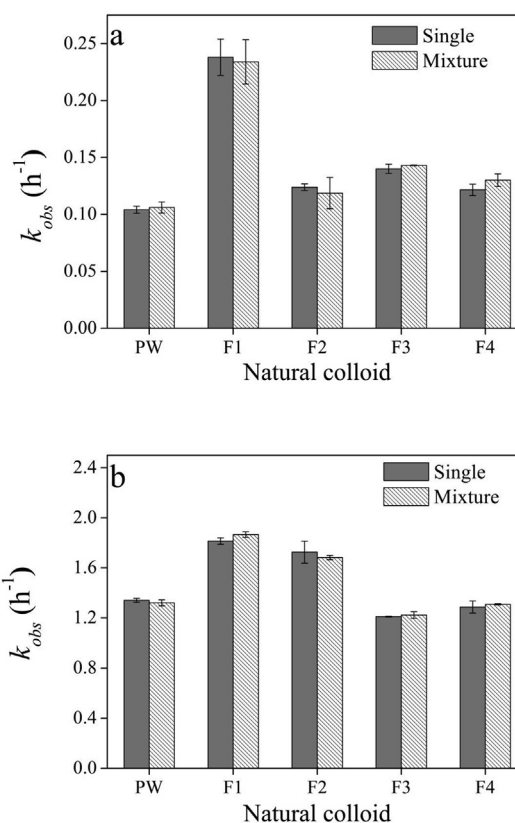 a
Single
Mixture
0.25
0.20
0.15
0.10
0.05
0.00
k_obs (h⁻¹)
PW F1 F2 F3 F4
Natural colloid
b
Single
Mixture
2.4
2.0
1.6
1.2
0.8
0.4
0.0
k_obs (h⁻¹)
PW F1 F2 F3 F4
Natural colloid